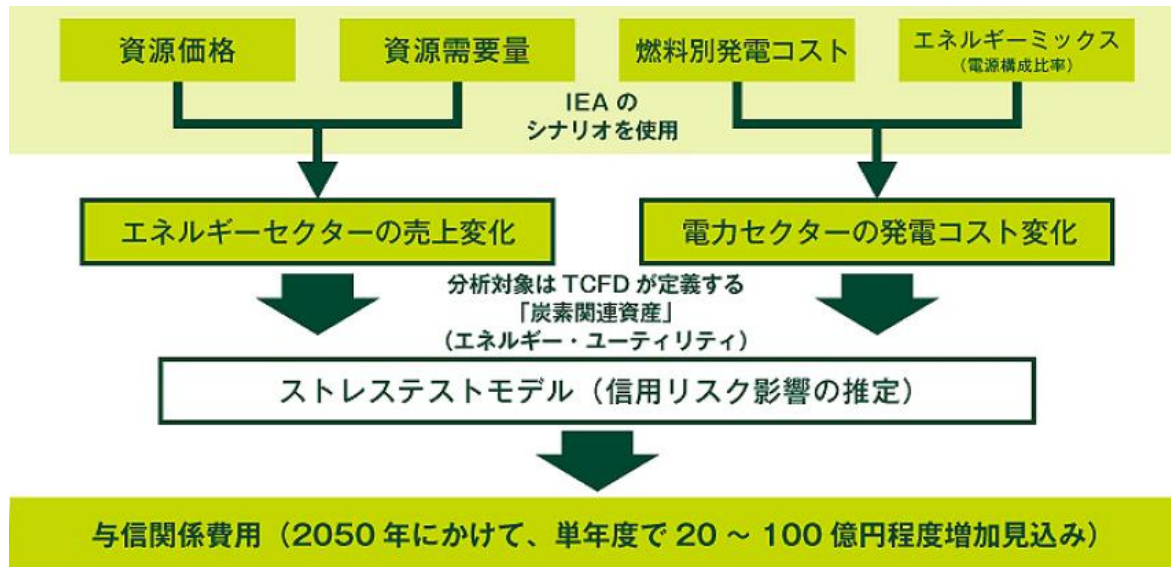 資源価格
資源需要量
燃料別発電コスト
エネルギーミックス
(電源構成比率)
IEA の
シナリオを使用
エネルギーセクターの売上変化
電力セクターの発電コスト変化
分析対象は TCFD が定義する
「炭素関連資産」
(エネルギー・ユーティリティ)
ストレステストモデル(信用リスク影響の推定)
与信関係費用(2050 年にかけて、単年度で 20 ~ 100 億円程度増加見込み)